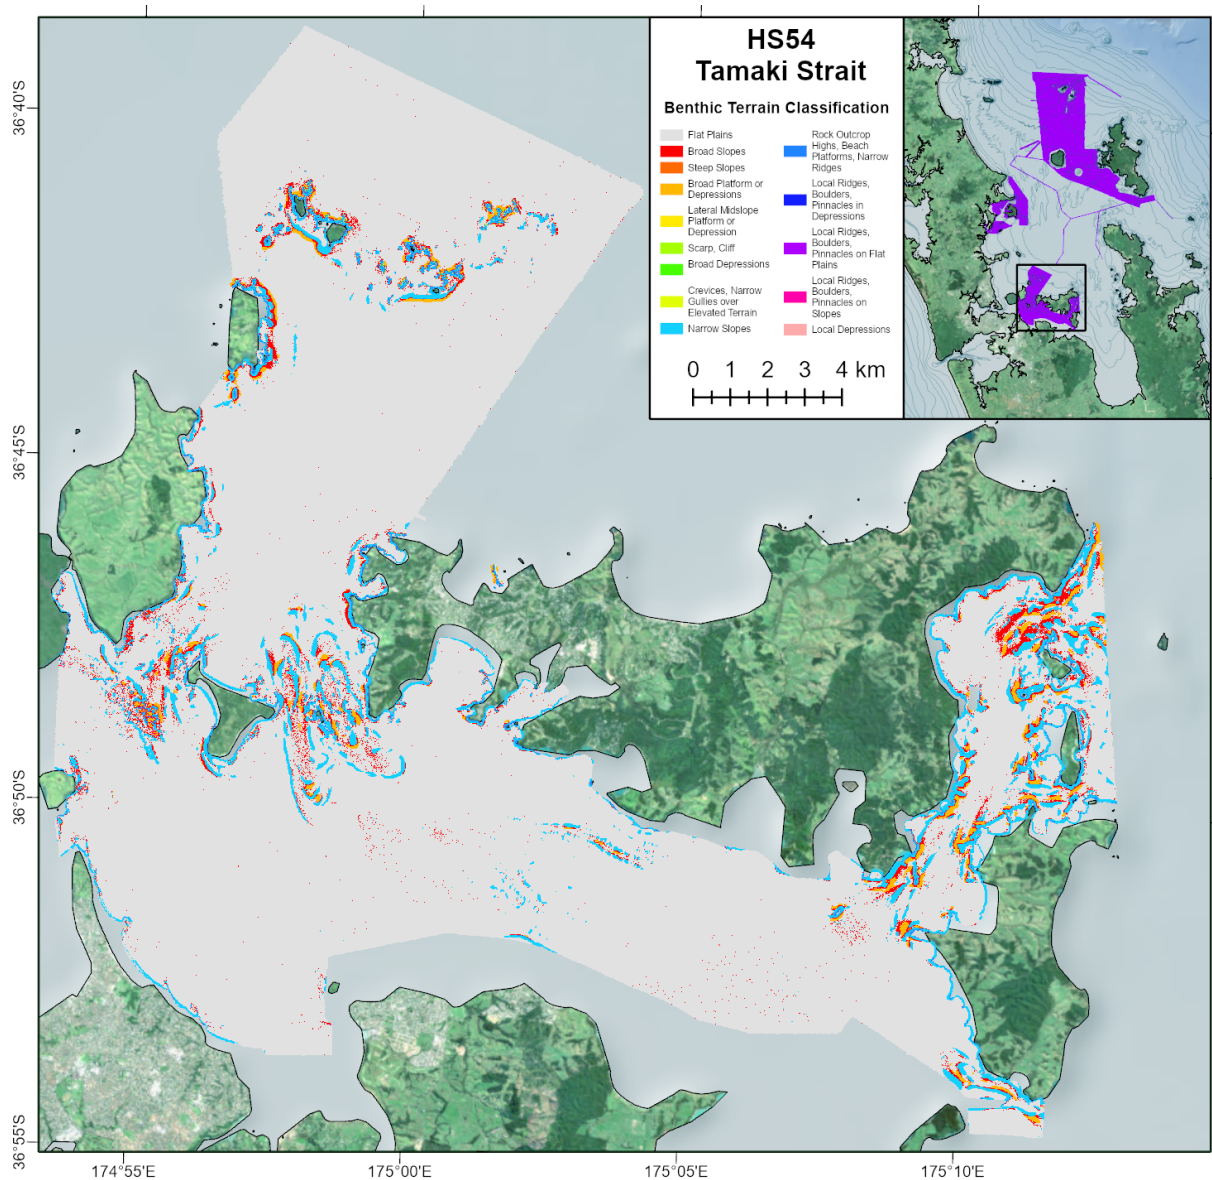 HS54
Tamaki Strait
Benthic Terrain Classification
Flat Plains
Broad Slopes
Steep Slopes
Broad Platform or
Depressions
Lateral Midslope
Platform or
Depression
Scarp, Cliff
Broad Depressions
Crevices, Narrow
Gullies over
Elevated Terrain
Narrow Slopes
Rock Outcrop
Highs, Beach
Platforms, Narrow
Ridges
Local Ridges,
Boulders,
Pinnacles in
Depressions
Local Ridges,
Boulders,
Pinnacles on Flat
Plains
Local Ridges,
Boulders,
Pinnacles on
Slopes
Local Depressions
0 1 2 3 4 km
36°40'S
36°45'S
36°50'S
36°55'S
174°55'E
175°00'E
175°05'E
175°10'E